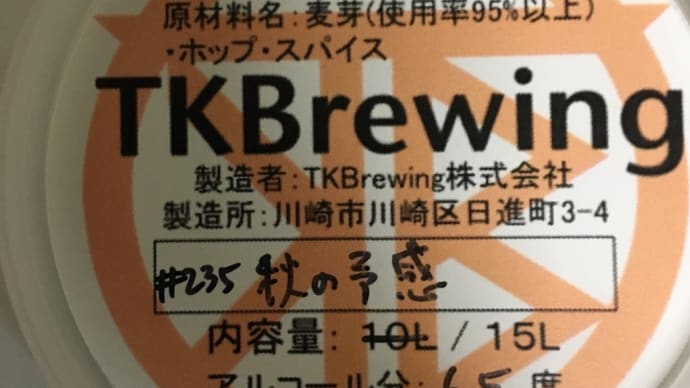 原材料名：麦芽(使用率95%以上)
・ホップ・スパイス
TKBrewing
製造者：TKBrewing株式会社
製造所：川崎市川崎区日進町3-4
#235 秋の予感
内容量： 10L / 15L
アルコール分： 6.5 度